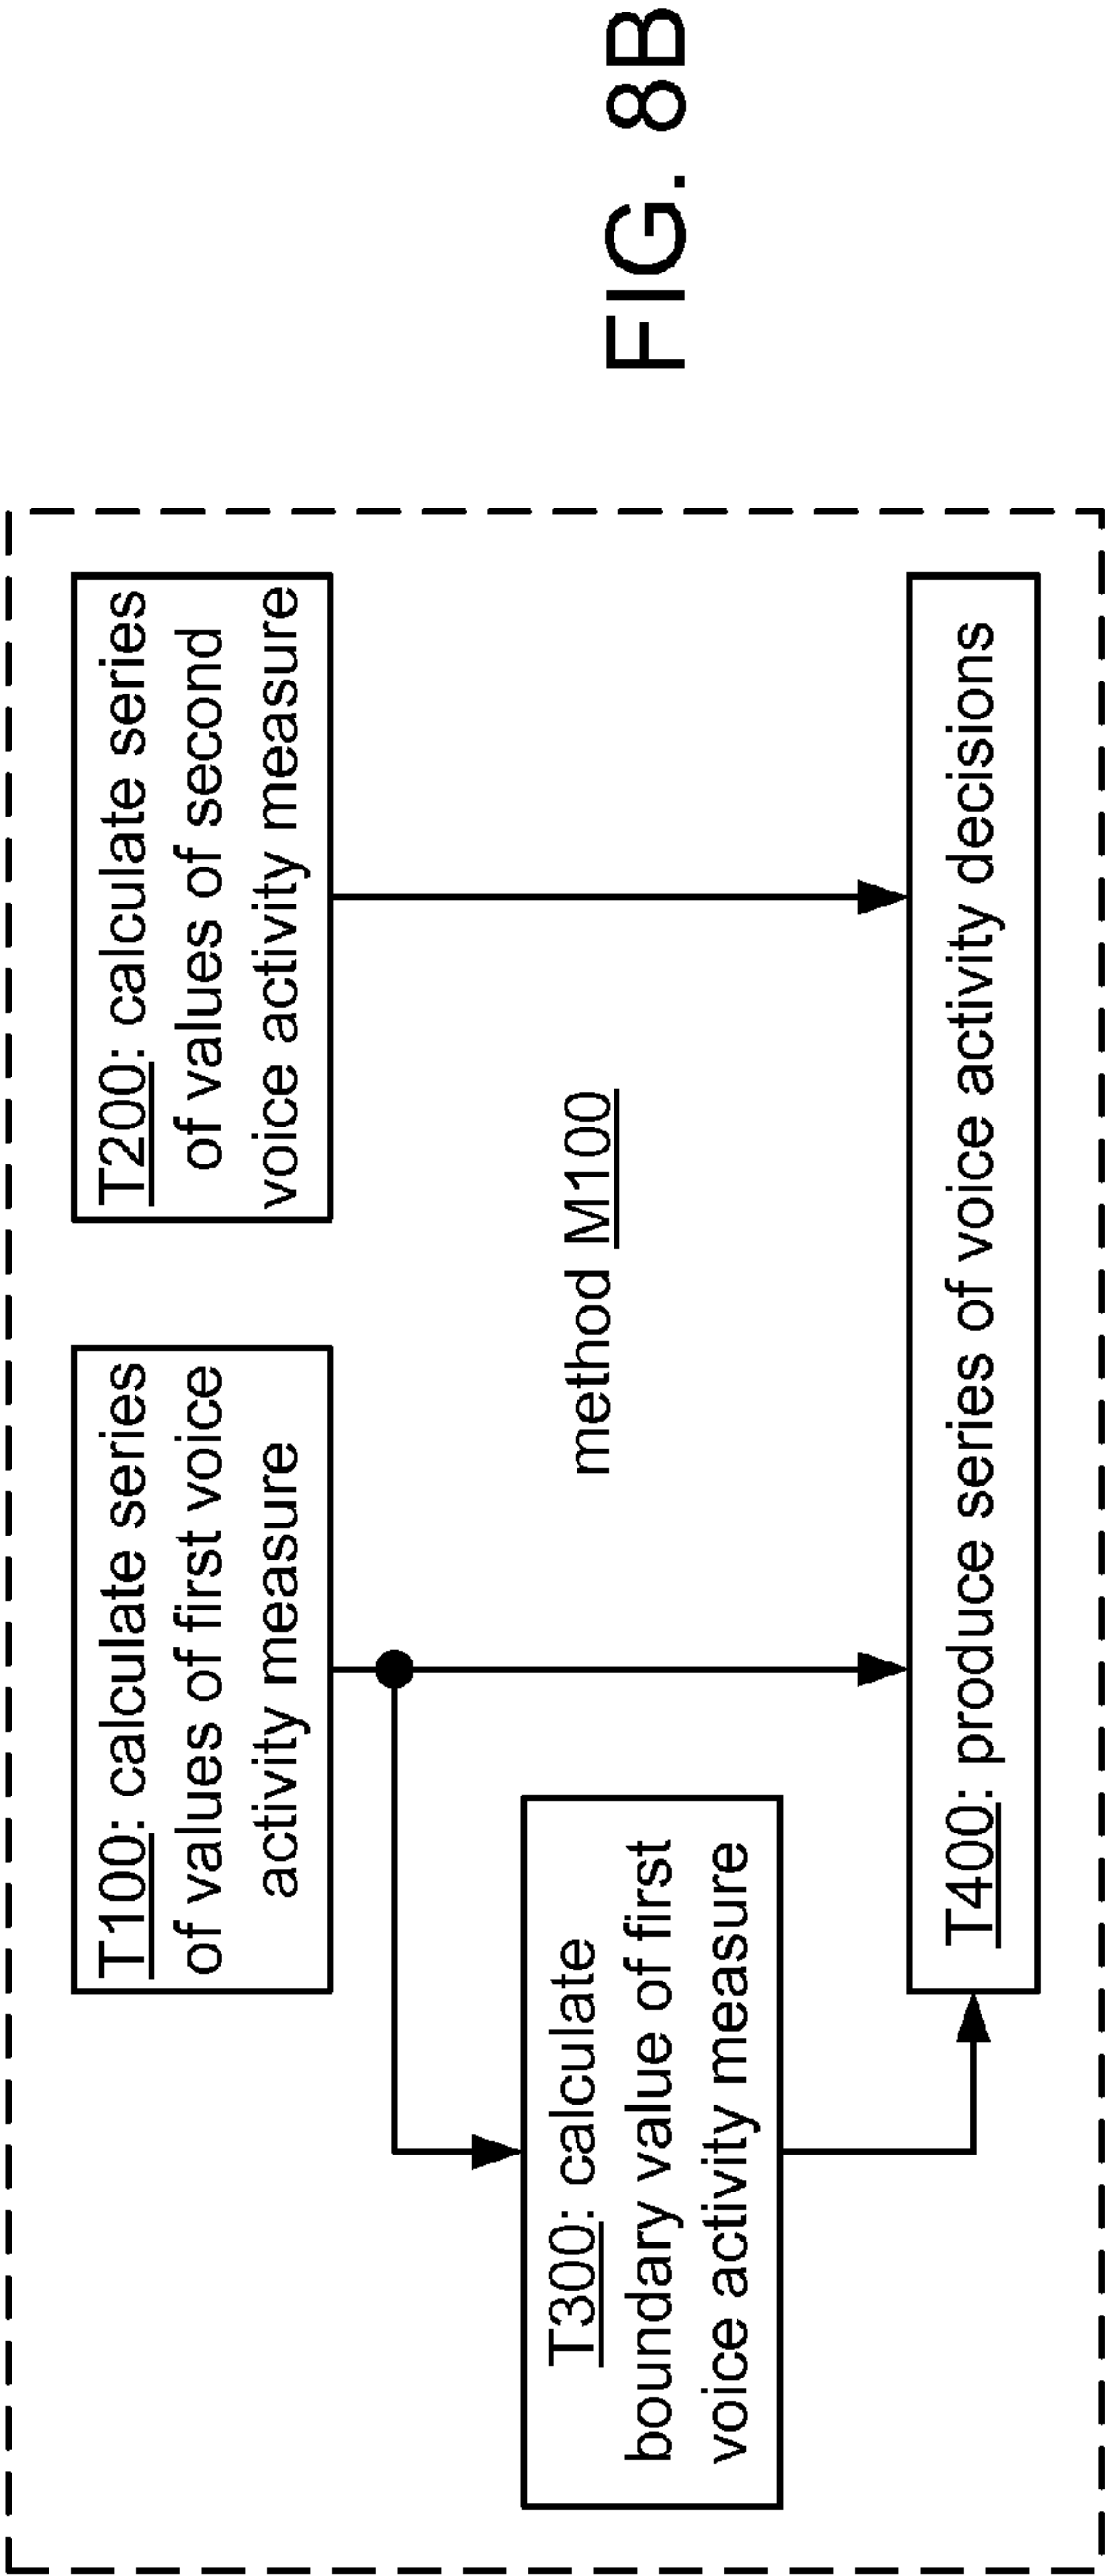 T100: calculate series
of values of first voice
activity measure
T200: calculate series
of values of second
voice activity measure
T300: calculate
boundary value of first
voice activity measure
method M100
T400: produce series of voice activity decisions
FIG. 8B